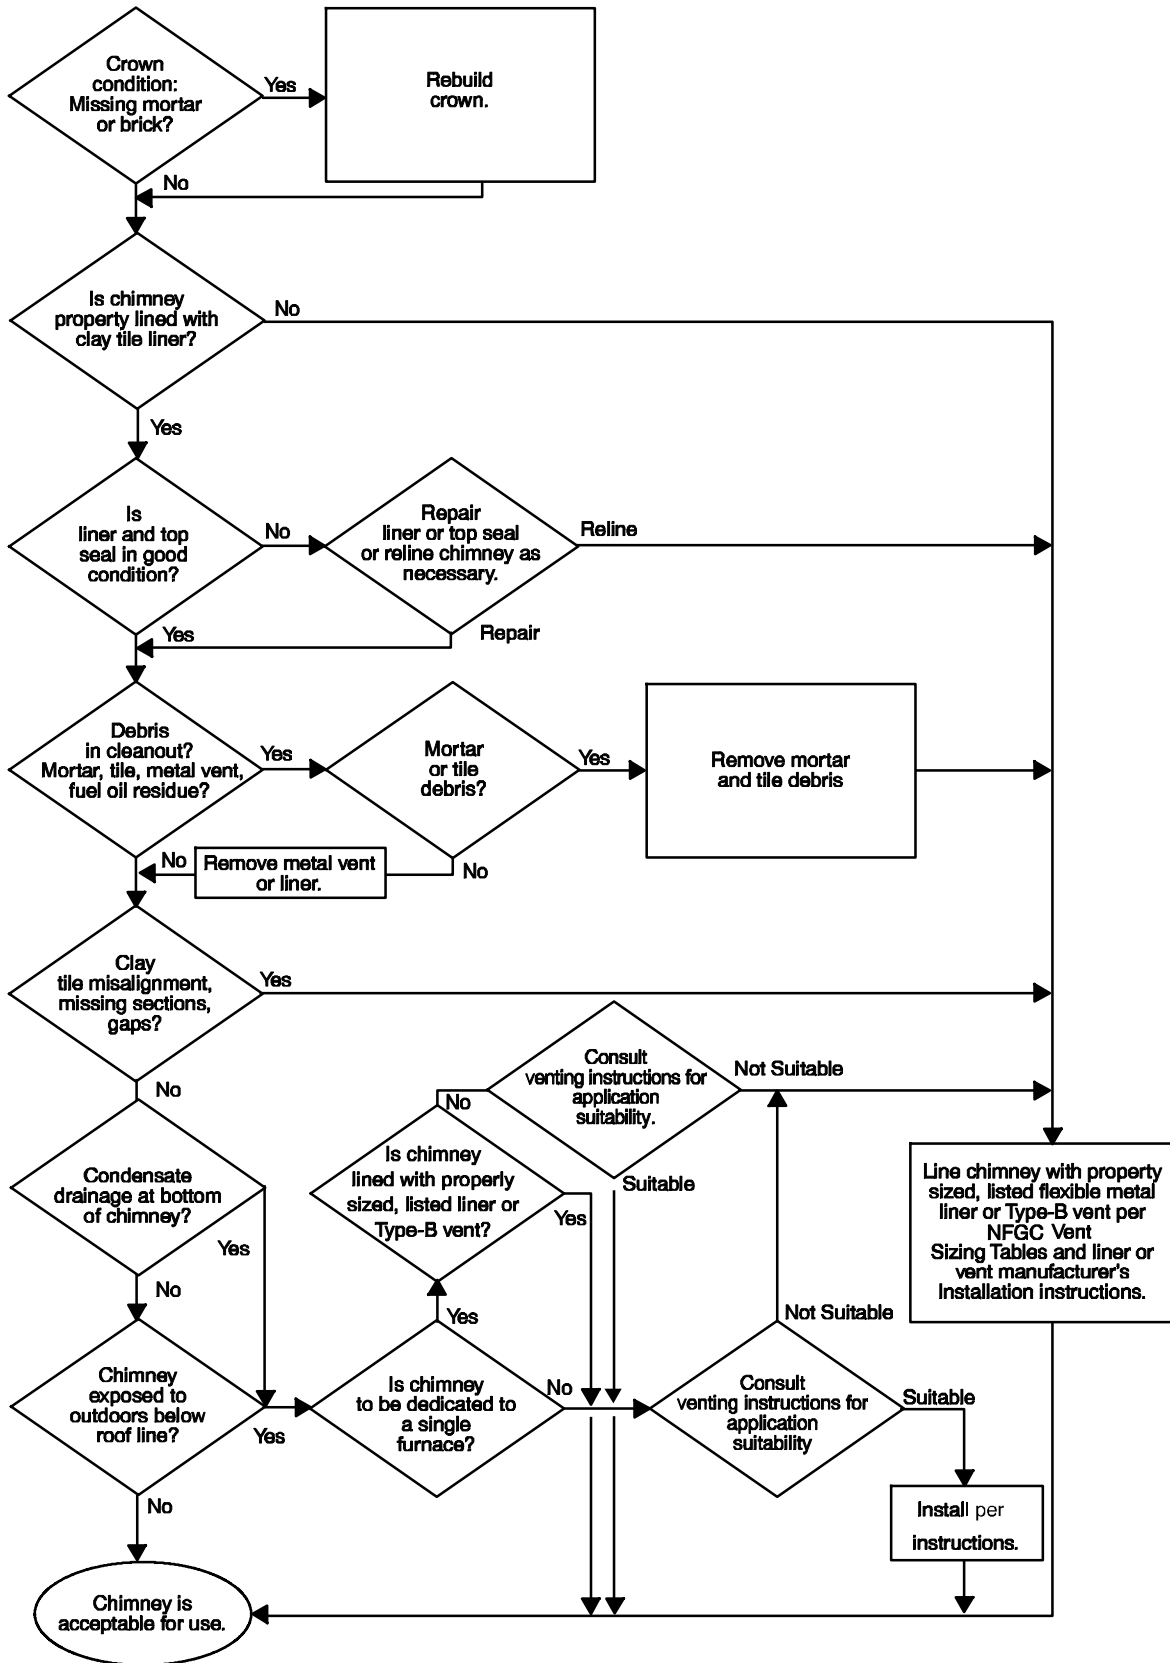 Crown
condition:
Missing mortar
or brick?
Yes
Rebuild
crown.
No
Is chimney
property lined with
clay tile liner?
No
Yes
Is
liner and top
seal in good
condition?
No
Repair
liner or top seal
or reline chimney as
necessary.
Reline
Yes
Repair
Debris
in cleanout?
Mortar, tile, metal vent,
fuel oil residue?
Yes
Mortar
or tile
debris?
Yes
Remove mortar
and tile debris
No
Remove metal vent
or liner.
No
Clay
tile misalignment,
missing sections,
gaps?
Yes
No
Consult
venting instructions for
application
suitability.
Not Suitable
No
Suitable
Is chimney
lined with properly
sized, listed liner or
Type-B vent?
Yes
Condensate
drainage at bottom
of chimney?
Yes
No
Line chimney with property
sized, listed flexible metal
liner or Type-B vent per
NFGC Vent
Sizing Tables and liner or
vent manufacturer's
Installation instructions.
Yes
Not Suitable
Chimney
exposed to
outdoors below
roof line?
Yes
Is chimney
to be dedicated to
a single
furnace?
No
Consult
venting instructions for
application
suitability
Suitable
No
Install per
instructions.
Chimney is
acceptable for use.